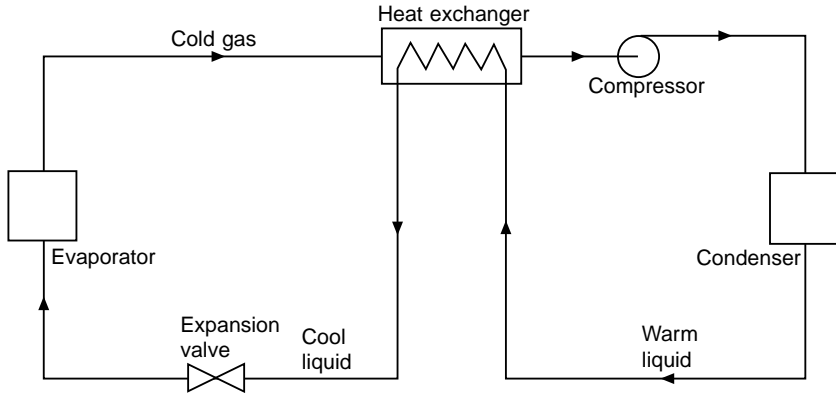 Heat exchanger
Cold gas
Compressor
Evaporator
Condenser
Expansion
valve
Cool
liquid
Warm
liquid